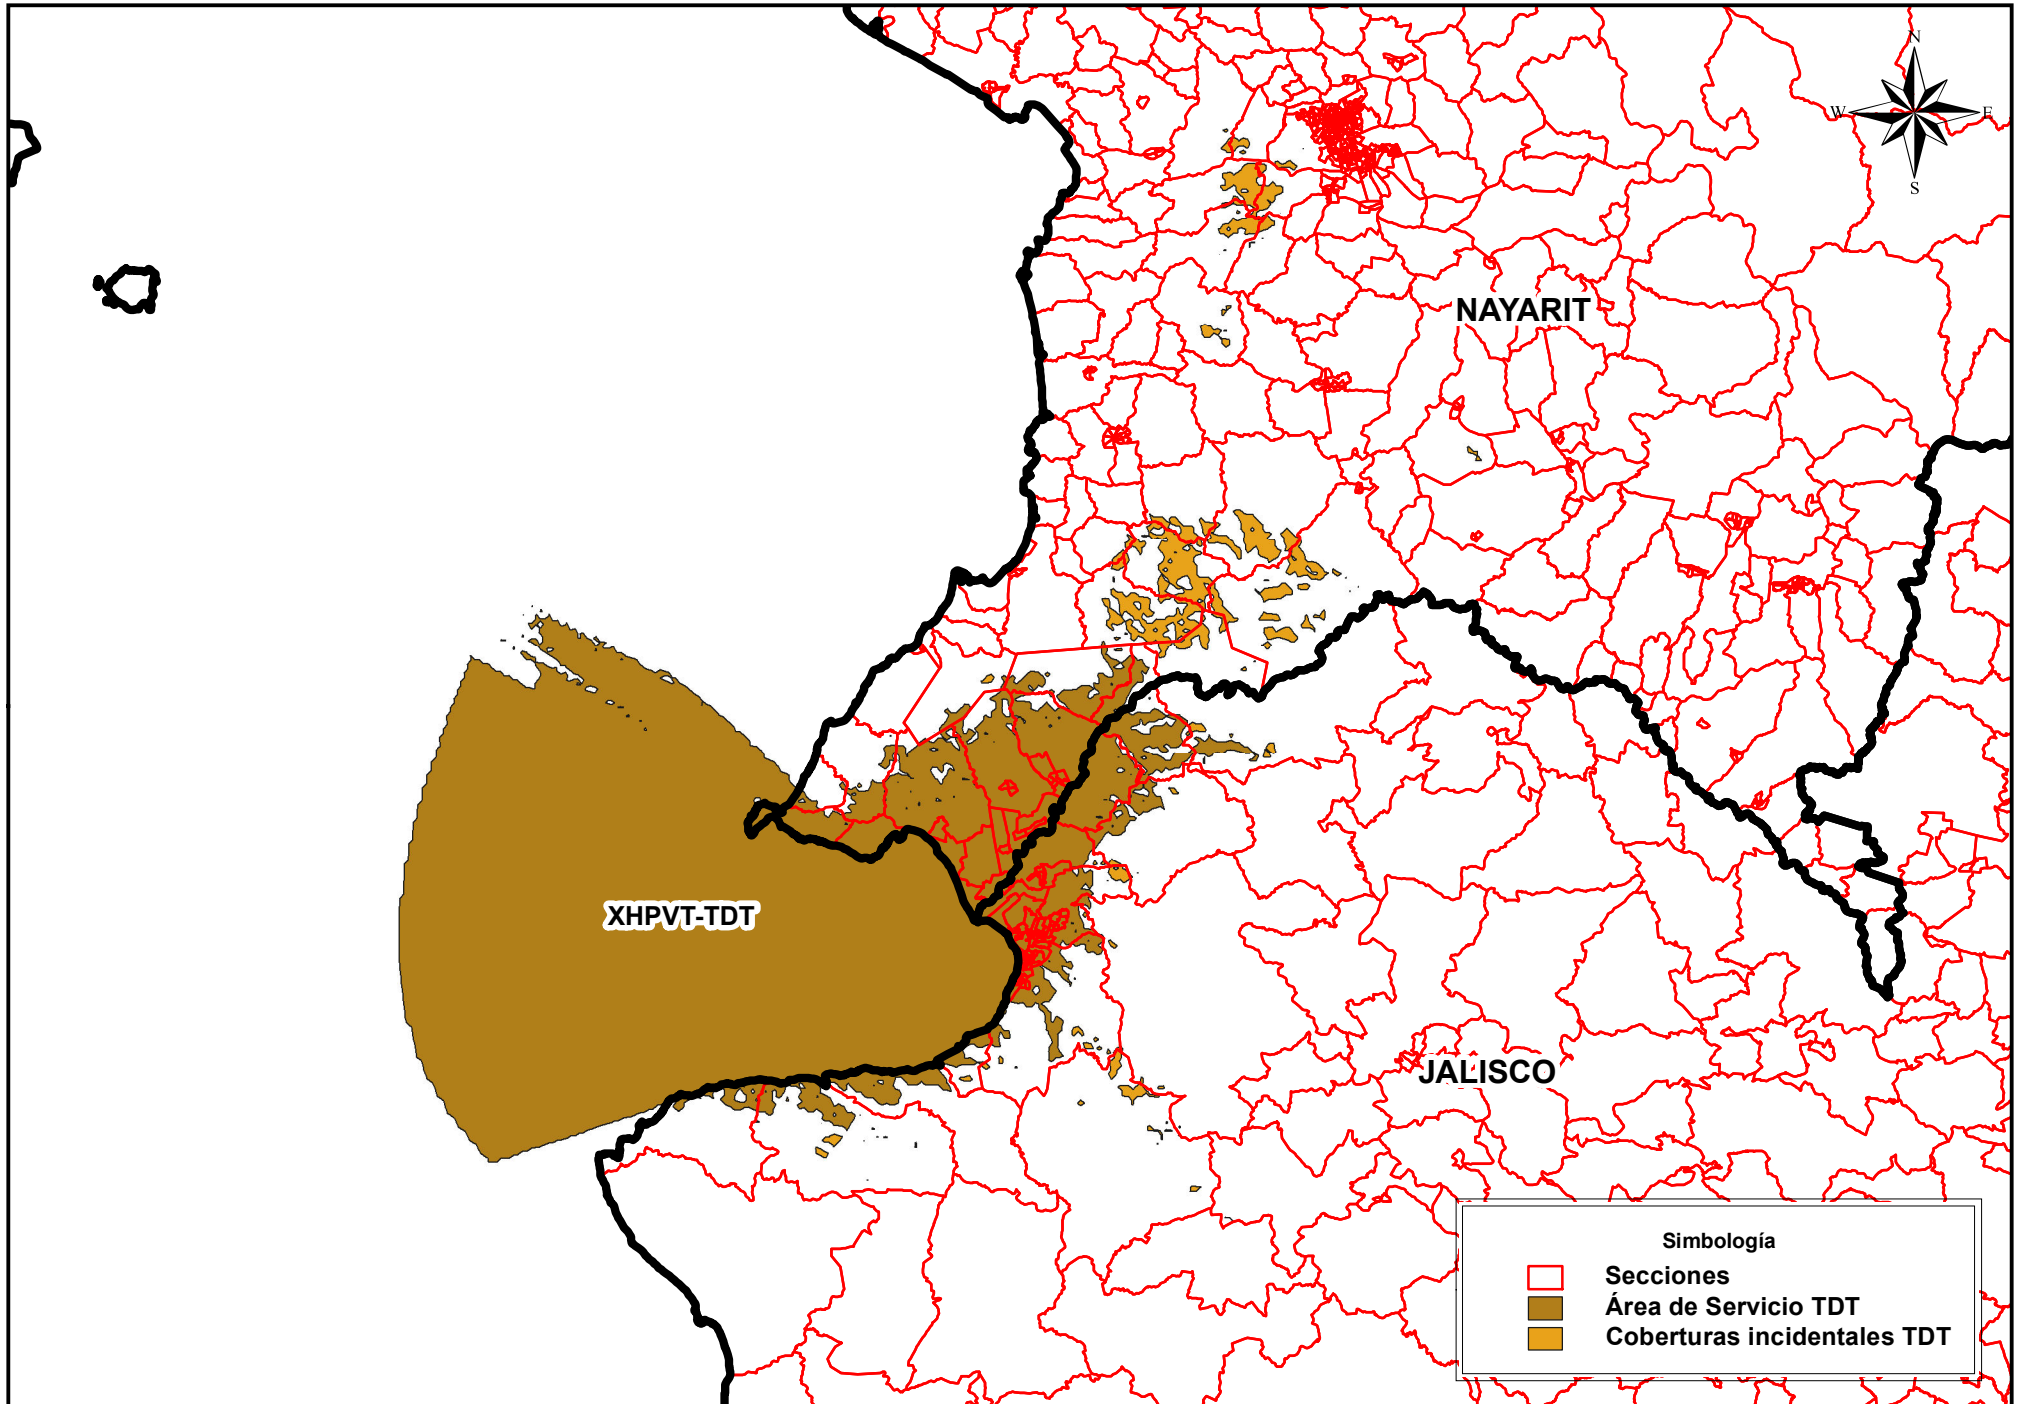 N
W
E
S
NAYARIT
XHPVT-TDT
JALISCO
Simbología
Secciones
Área de Servicio TDT
Coberturas incidentales TDT